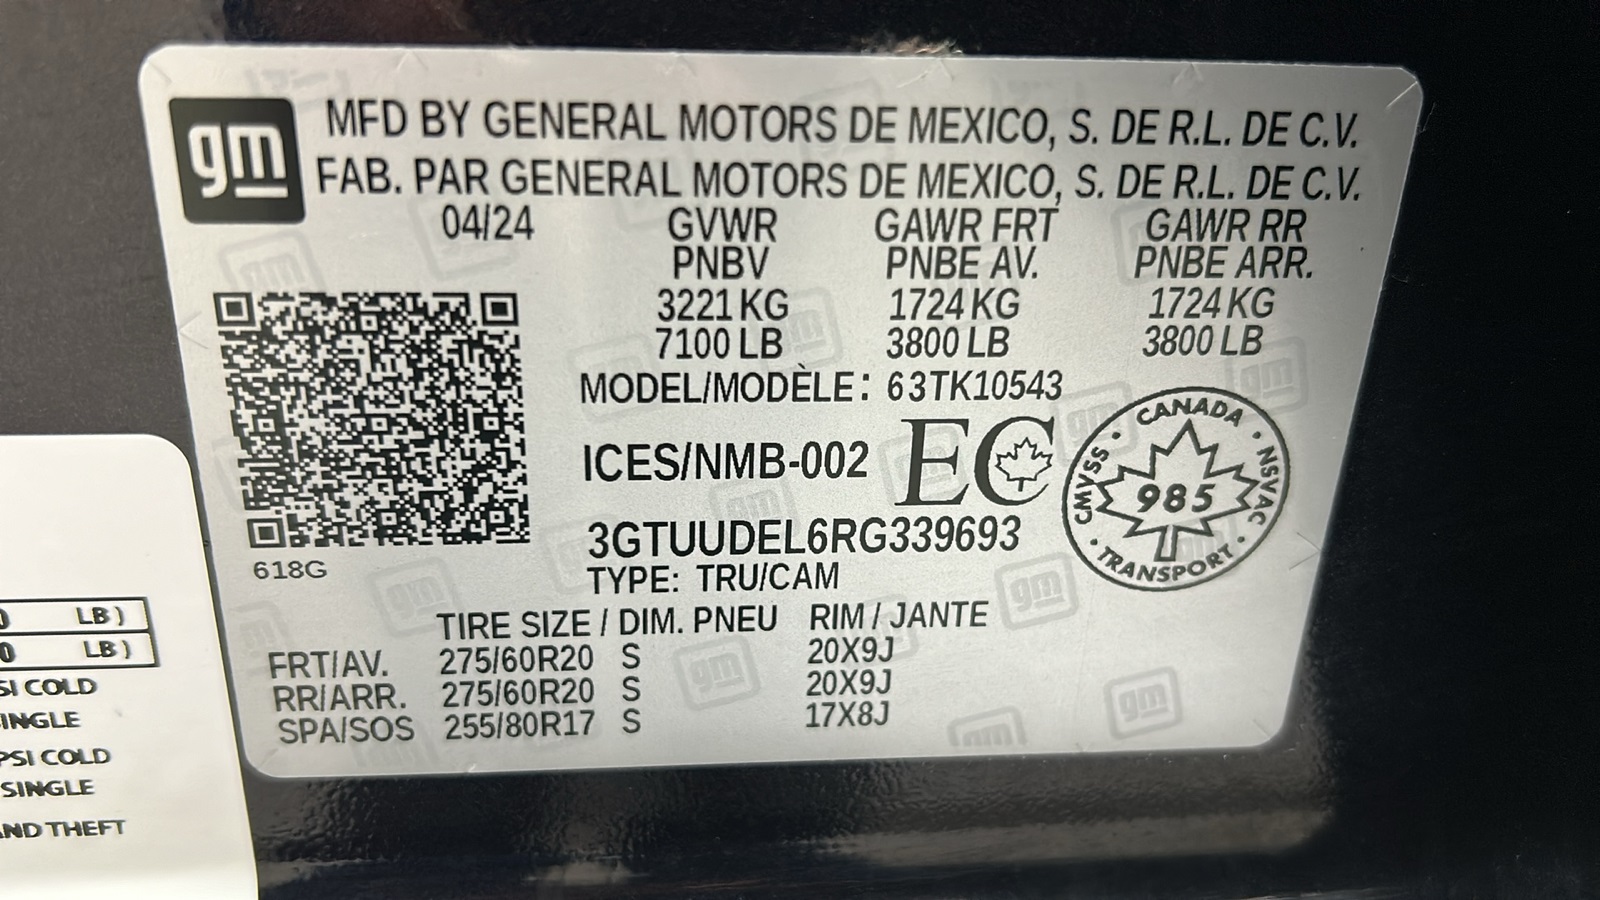 gm
MFD BY GENERAL MOTORS DE MEXICO, S. DE R.L. DE C.V.
FAB. PAR GENERAL MOTORS DE MEXICO, S. DE R.L. DE C.V.
04/24 GVWR GAWR FRT GAWR RR
PNBV PNBE AV. PNBE ARR.
3221 KG 1724 KG 1724 KG
7100 LB 3800 LB 3800 LB
MODEL/MODÈLE: 63TK10543
ICES/NMB-002 EC
CANADA • NSVAC • TRANSPORT • CMVSS •
985
3GTUUDEL6RG339693
618G
TYPE: TRU/CAM
TIRE SIZE / DIM. PNEU RIM / JANTE
FRT/AV. 275/60R20 S 20X9J
RR/ARR. 275/60R20 S 20X9J
SPA/SOS 255/80R17 S 17X8J
0 LB)
0 LB)
SI COLD
INGLE
PSI COLD
SINGLE
AND THEFT